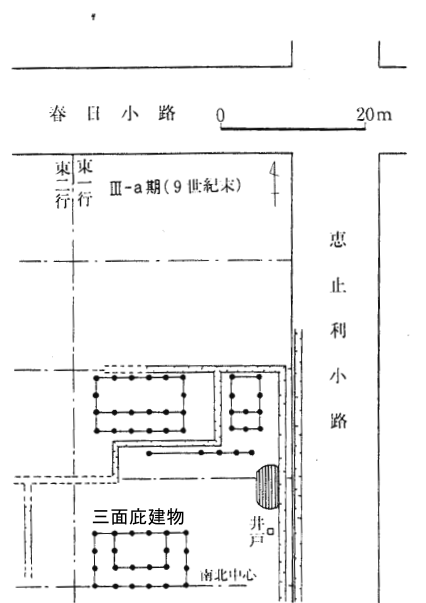 春日小路
0 20m
東一行
東二行
Ⅲ-a期(9世紀末)
恵止利小路
三面庇建物
井戸
南北中心